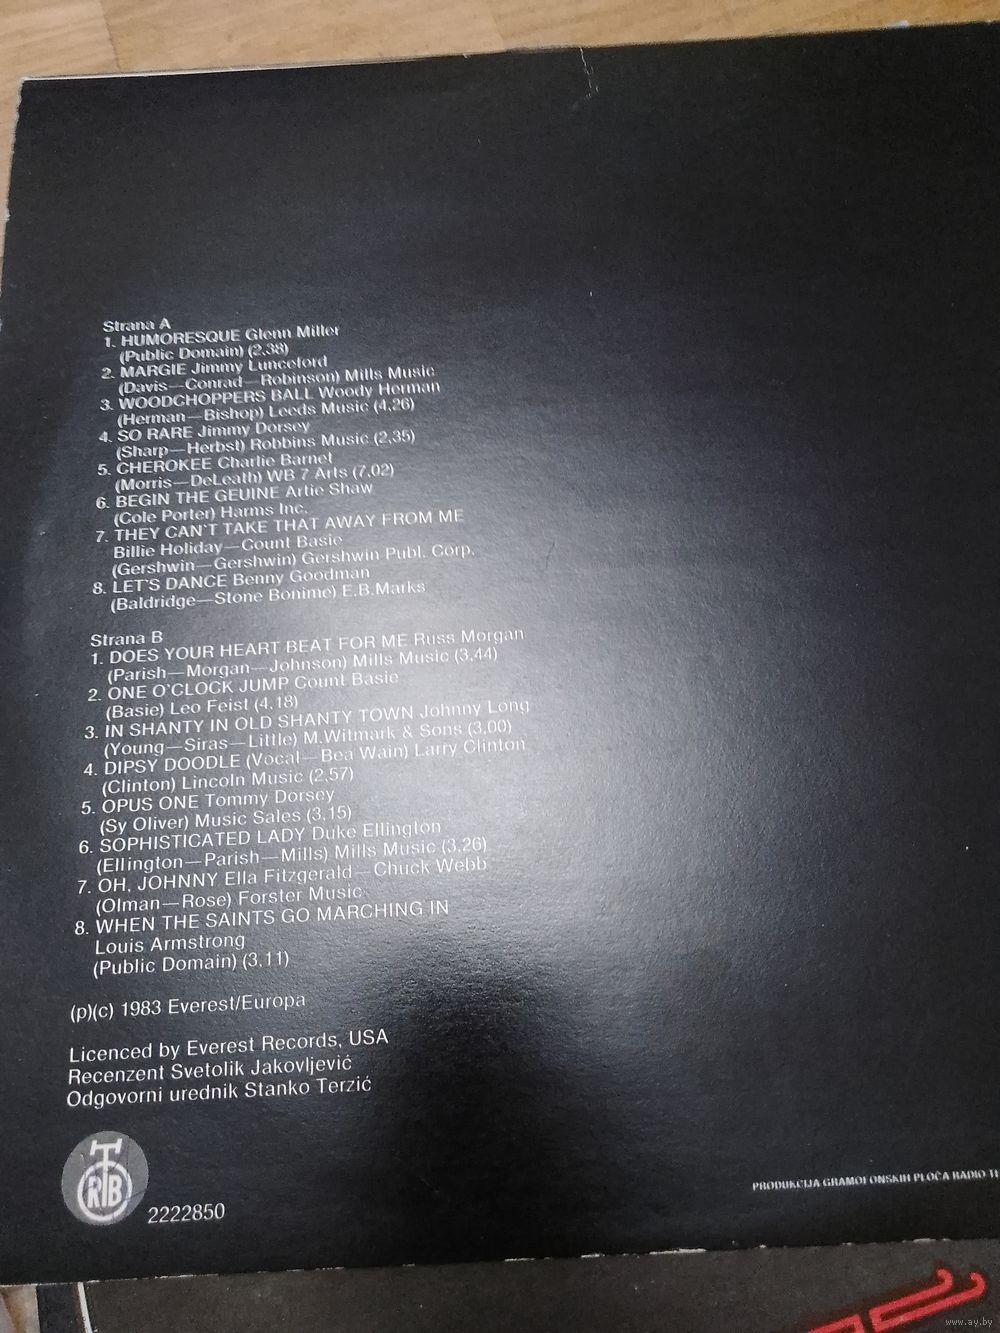 Strana A
1. HUMORESQUE Glenn Miller
(Public Domain) (2,38)
2. MARGIE Jimmy Lunceford
(Davis—Conrad—Robinson) Mills Music
3. WOODCHOPPERS BALL Woody Herman
(Herman—Bishop) Leeds Music (4,26)
4. SO RARE Jimmy Dorsey
(Sharp—Herbst) Robbins Music (2,35)
5. CHEROKEE Charlie Barnet
(Morris—DeLeath) WB 7 Arts (7,02)
6. BEGIN THE GEUINE Artie Shaw
(Cole Porter) Harms Inc.
7. THEY CAN'T TAKE THAT AWAY FROM ME
Billie Holiday—Count Basie
(Gershwin—Gershwin) Gershwin Publ. Corp.
8. LET'S DANCE Benny Goodman
(Baldridge—Stone Bonime) E.B.Marks
Strana B
1. DOES YOUR HEART BEAT FOR ME Russ Morgan
(Parish—Morgan—Johnson) Mills Music (3,44)
2. ONE O'CLOCK JUMP Count Basie
(Basie) Leo Feist (4,18)
3. IN SHANTY IN OLD SHANTY TOWN Johnny Long
(Young—Siras—Little) M.Witmark & Sons (3,00)
4. DIPSY DOODLE (Vocal—Bea Wain) Larry Clinton
(Clinton) Lincoln Music (2,57)
5. OPUS ONE Tommy Dorsey
(Sy Oliver) Music Sales (3,15)
6. SOPHISTICATED LADY Duke Ellington
(Ellington—Parish—Mills) Mills Music (3,26)
7. OH, JOHNNY Ella Fitzgerald—Chuck Webb
(Olman—Rose) Forster Music
8. WHEN THE SAINTS GO MARCHING IN
Louis Armstrong
(Public Domain) (3,11)
(p)(c) 1983 Everest/Europa
Licenced by Everest Records, USA
Recenzent Svetolik Jakovljević
Odgovorni urednik Stanko Terzić
RTB
2222850
PRODUKCIJA GRAMOFONSKIH PLOČA RADIO
www.ay.by